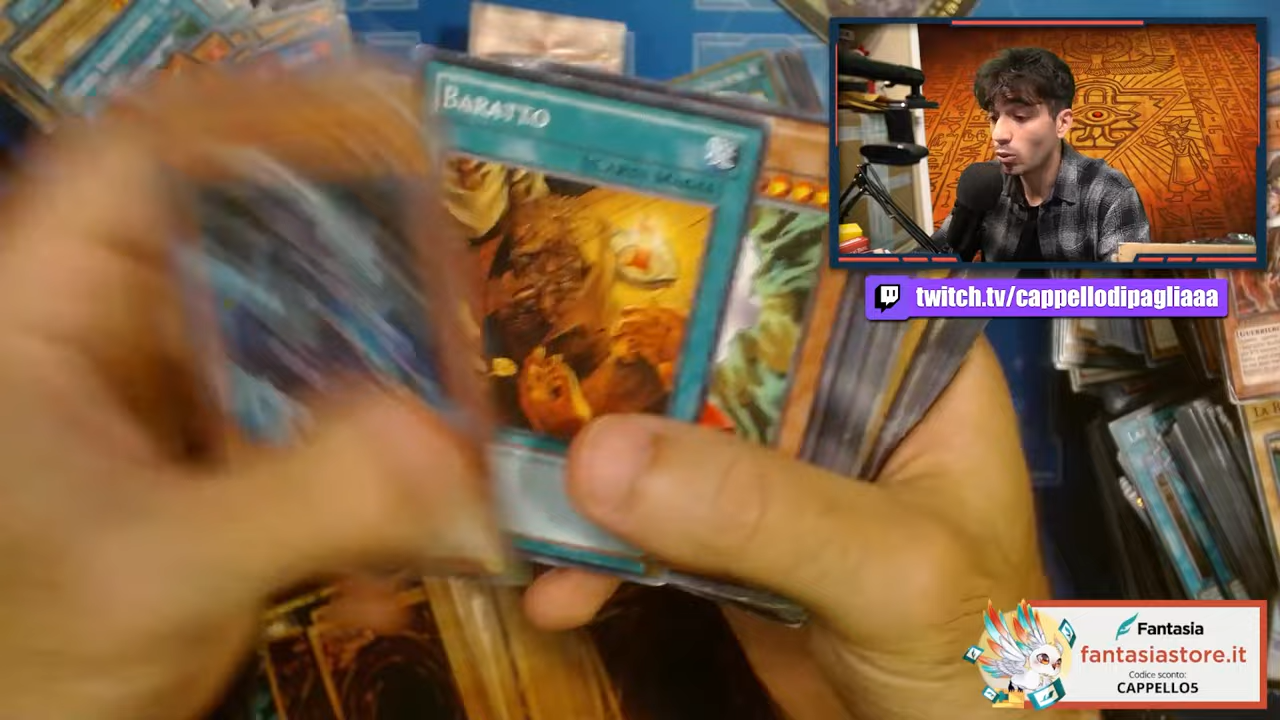 BARATTO
twitch.tv/cappellodipagliaaa
Fantasia
fantasiastore.it
Codice sconto:
CAPPELLO5